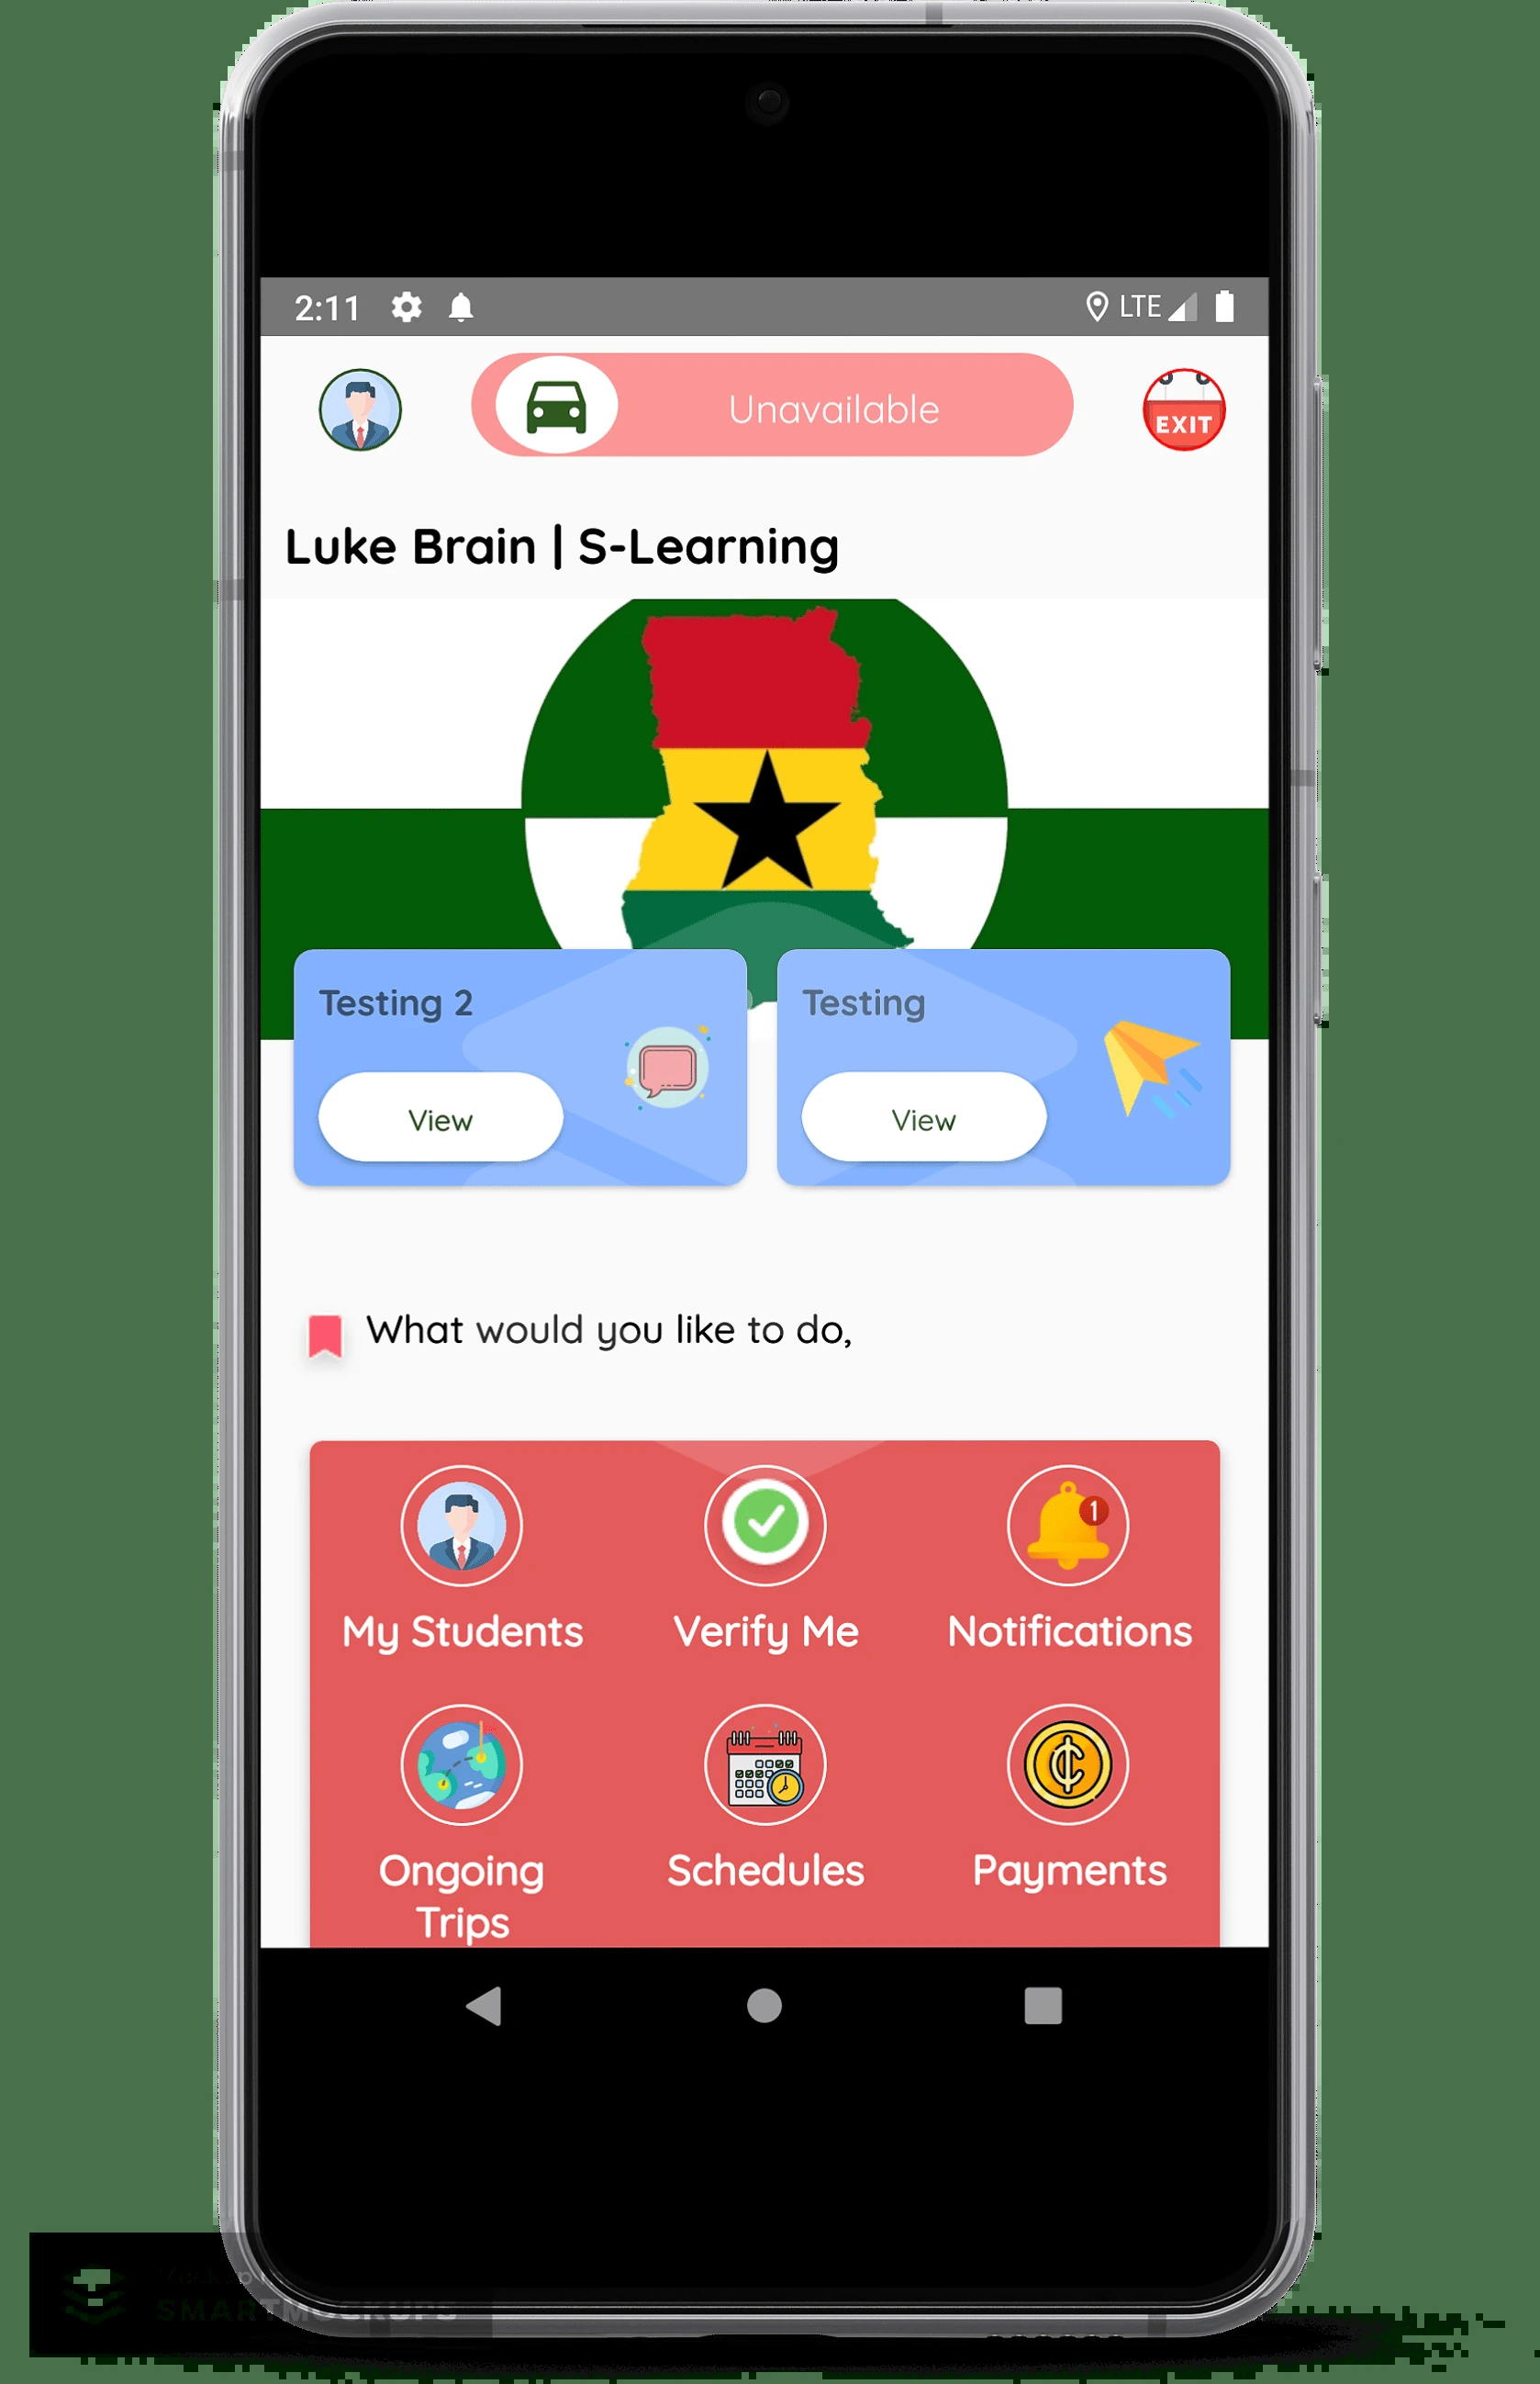 2:11 LTE
Unavailable
EXIT
Luke Brain | S-Learning
Testing 2
Testing
View
View
What would you like to do,
1
My Students
Verify Me
Notifications
Ongoing
Trips
Schedules
Payments
SMARTMOCKUPS